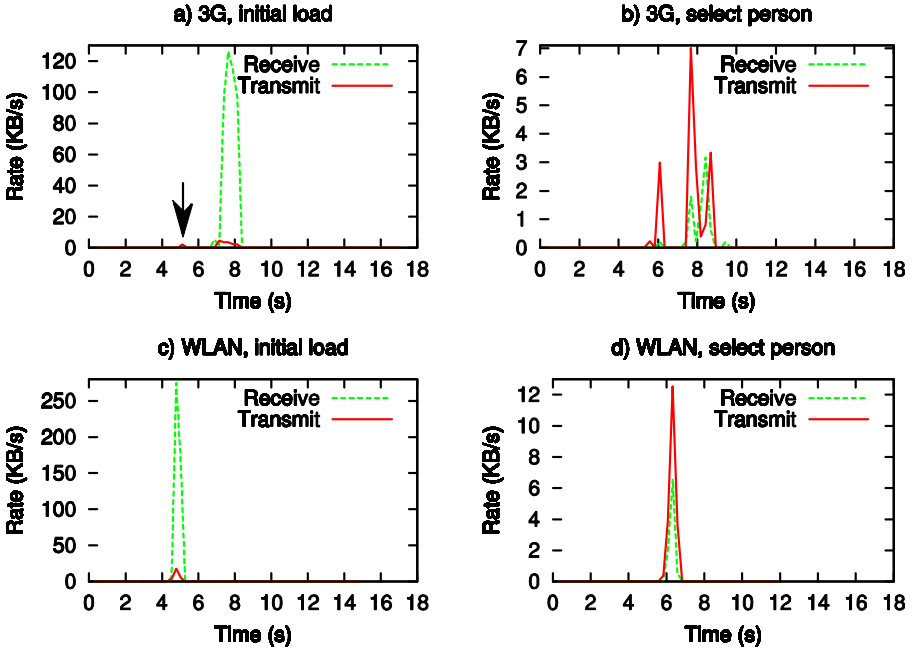 a) 3G, initial load
Rate (KB/s)
120
100
80
60
40
20
0
Receive
Transmit
0 2 4 6 8 10 12 14 16 18
Time (s)
b) 3G, select person
Rate (KB/s)
7
6
5
4
3
2
1
0
Receive
Transmit
0 2 4 6 8 10 12 14 16 18
Time (s)
c) WLAN, initial load
Rate (KB/s)
250
200
150
100
50
0
Receive
Transmit
0 2 4 6 8 10 12 14 16 18
Time (s)
d) WLAN, select person
Rate (KB/s)
12
10
8
6
4
2
0
Receive
Transmit
0 2 4 6 8 10 12 14 16 18
Time (s)